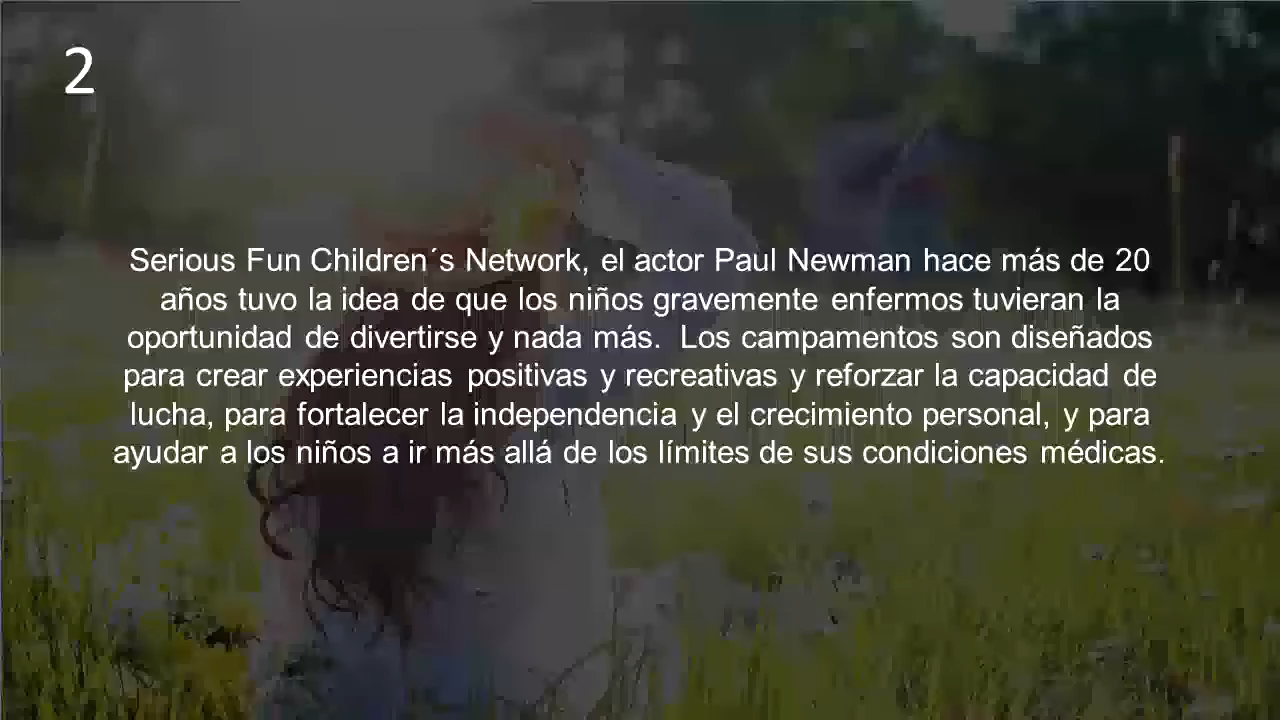 2
Serious Fun Children´s Network, el actor Paul Newman hace más de 20
años tuvo la idea de que los niños gravemente enfermos tuvieran la
oportunidad de divertirse y nada más.  Los campamentos son diseñados
para crear experiencias positivas y recreativas y reforzar la capacidad de
lucha, para fortalecer la independencia y el crecimiento personal, y para
ayudar a los niños a ir más allá de los límites de sus condiciones médicas.